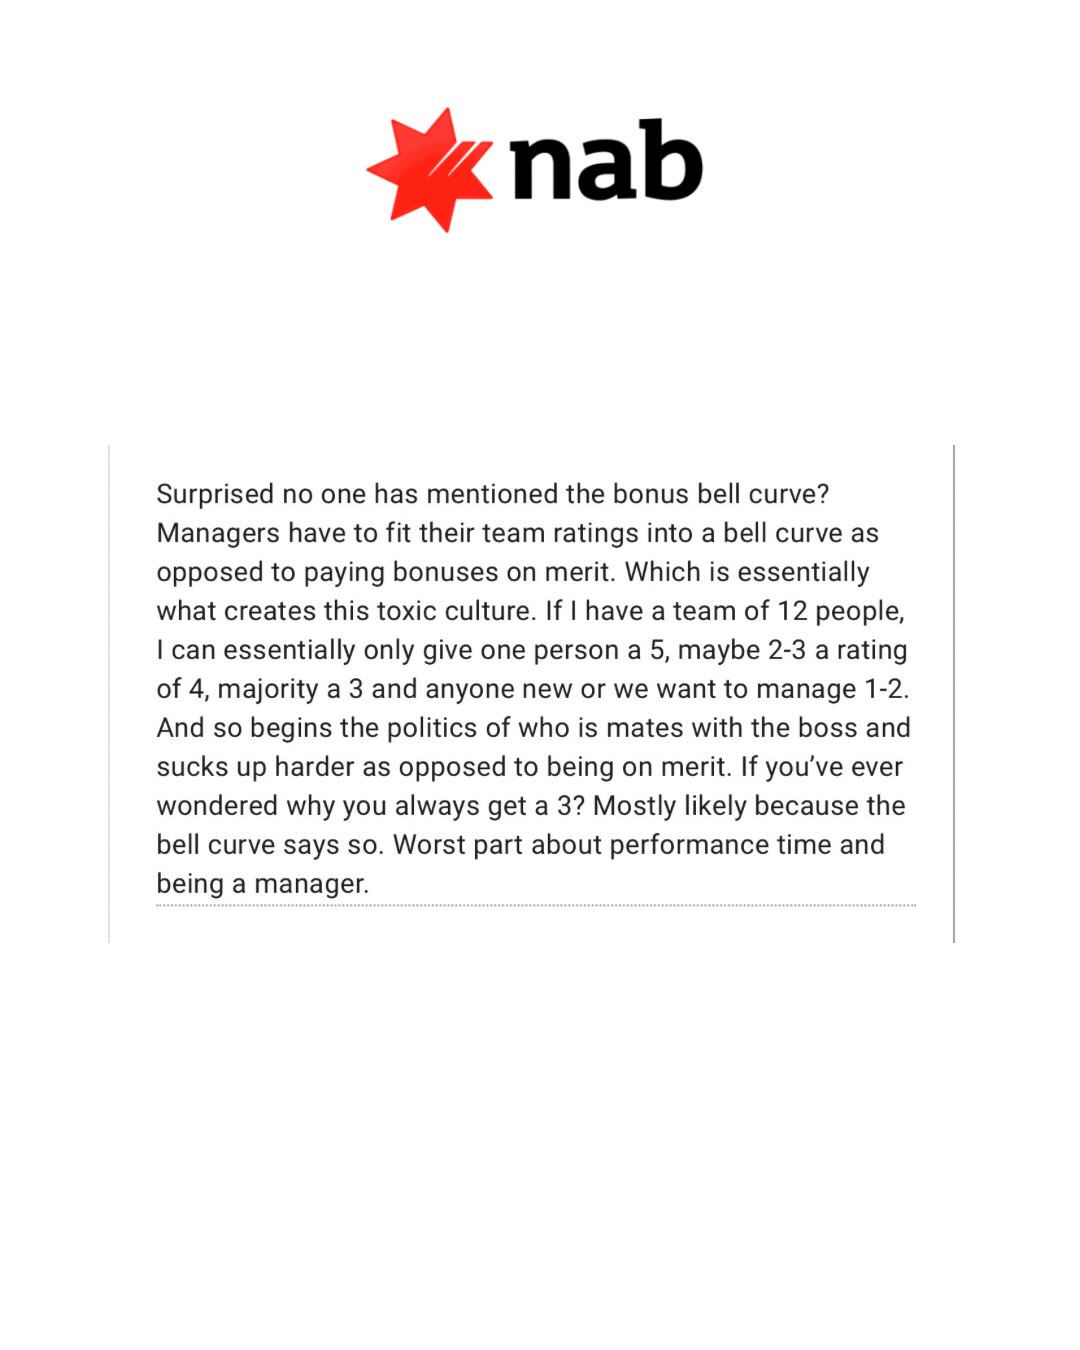 nab
Surprised no one has mentioned the bonus bell curve?
Managers have to fit their team ratings into a bell curve as
opposed to paying bonuses on merit. Which is essentially
what creates this toxic culture. If I have a team of 12 people,
I can essentially only give one person a 5, maybe 2-3 a rating
of 4, majority a 3 and anyone new or we want to manage 1-2.
And so begins the politics of who is mates with the boss and
sucks up harder as opposed to being on merit. If you’ve ever
wondered why you always get a 3? Mostly likely because the
bell curve says so. Worst part about performance time and
being a manager.